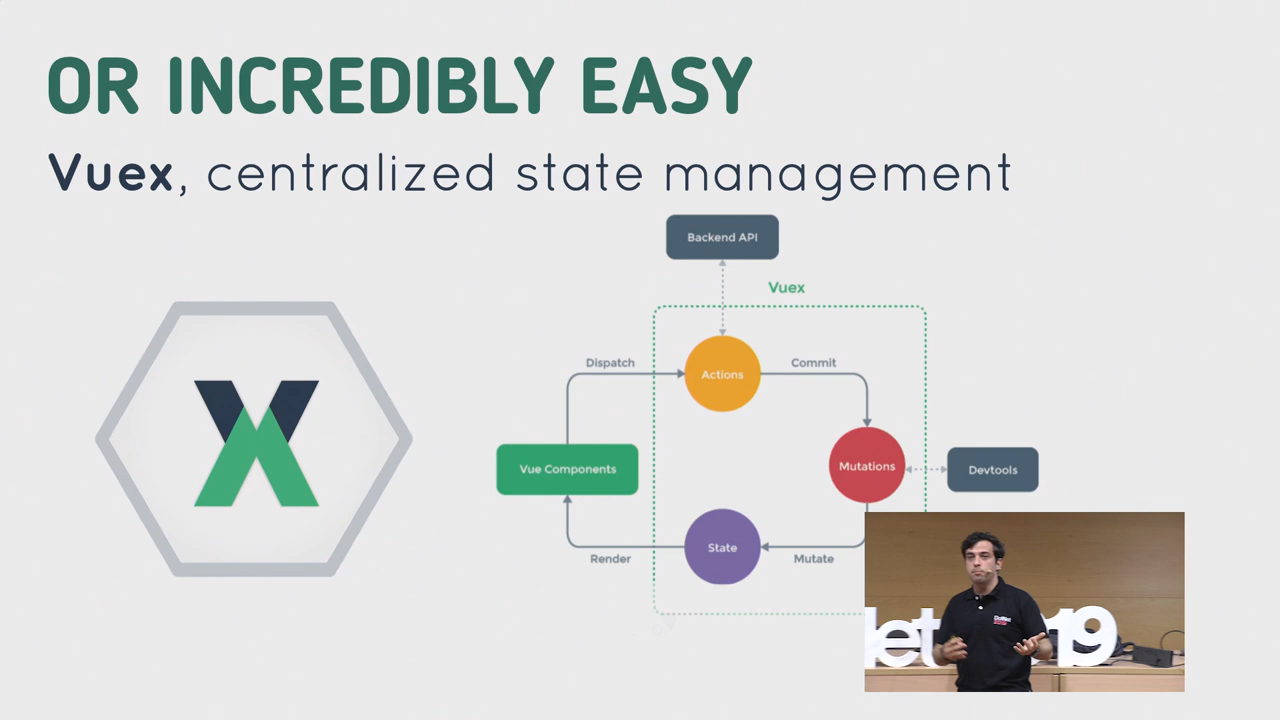 OR INCREDIBLY EASY
Vuex, centralized state management
Backend API
Vuex
Dispatch
Actions
Commit
Vue Components
Mutations
Devtools
Render
State
Mutate
19